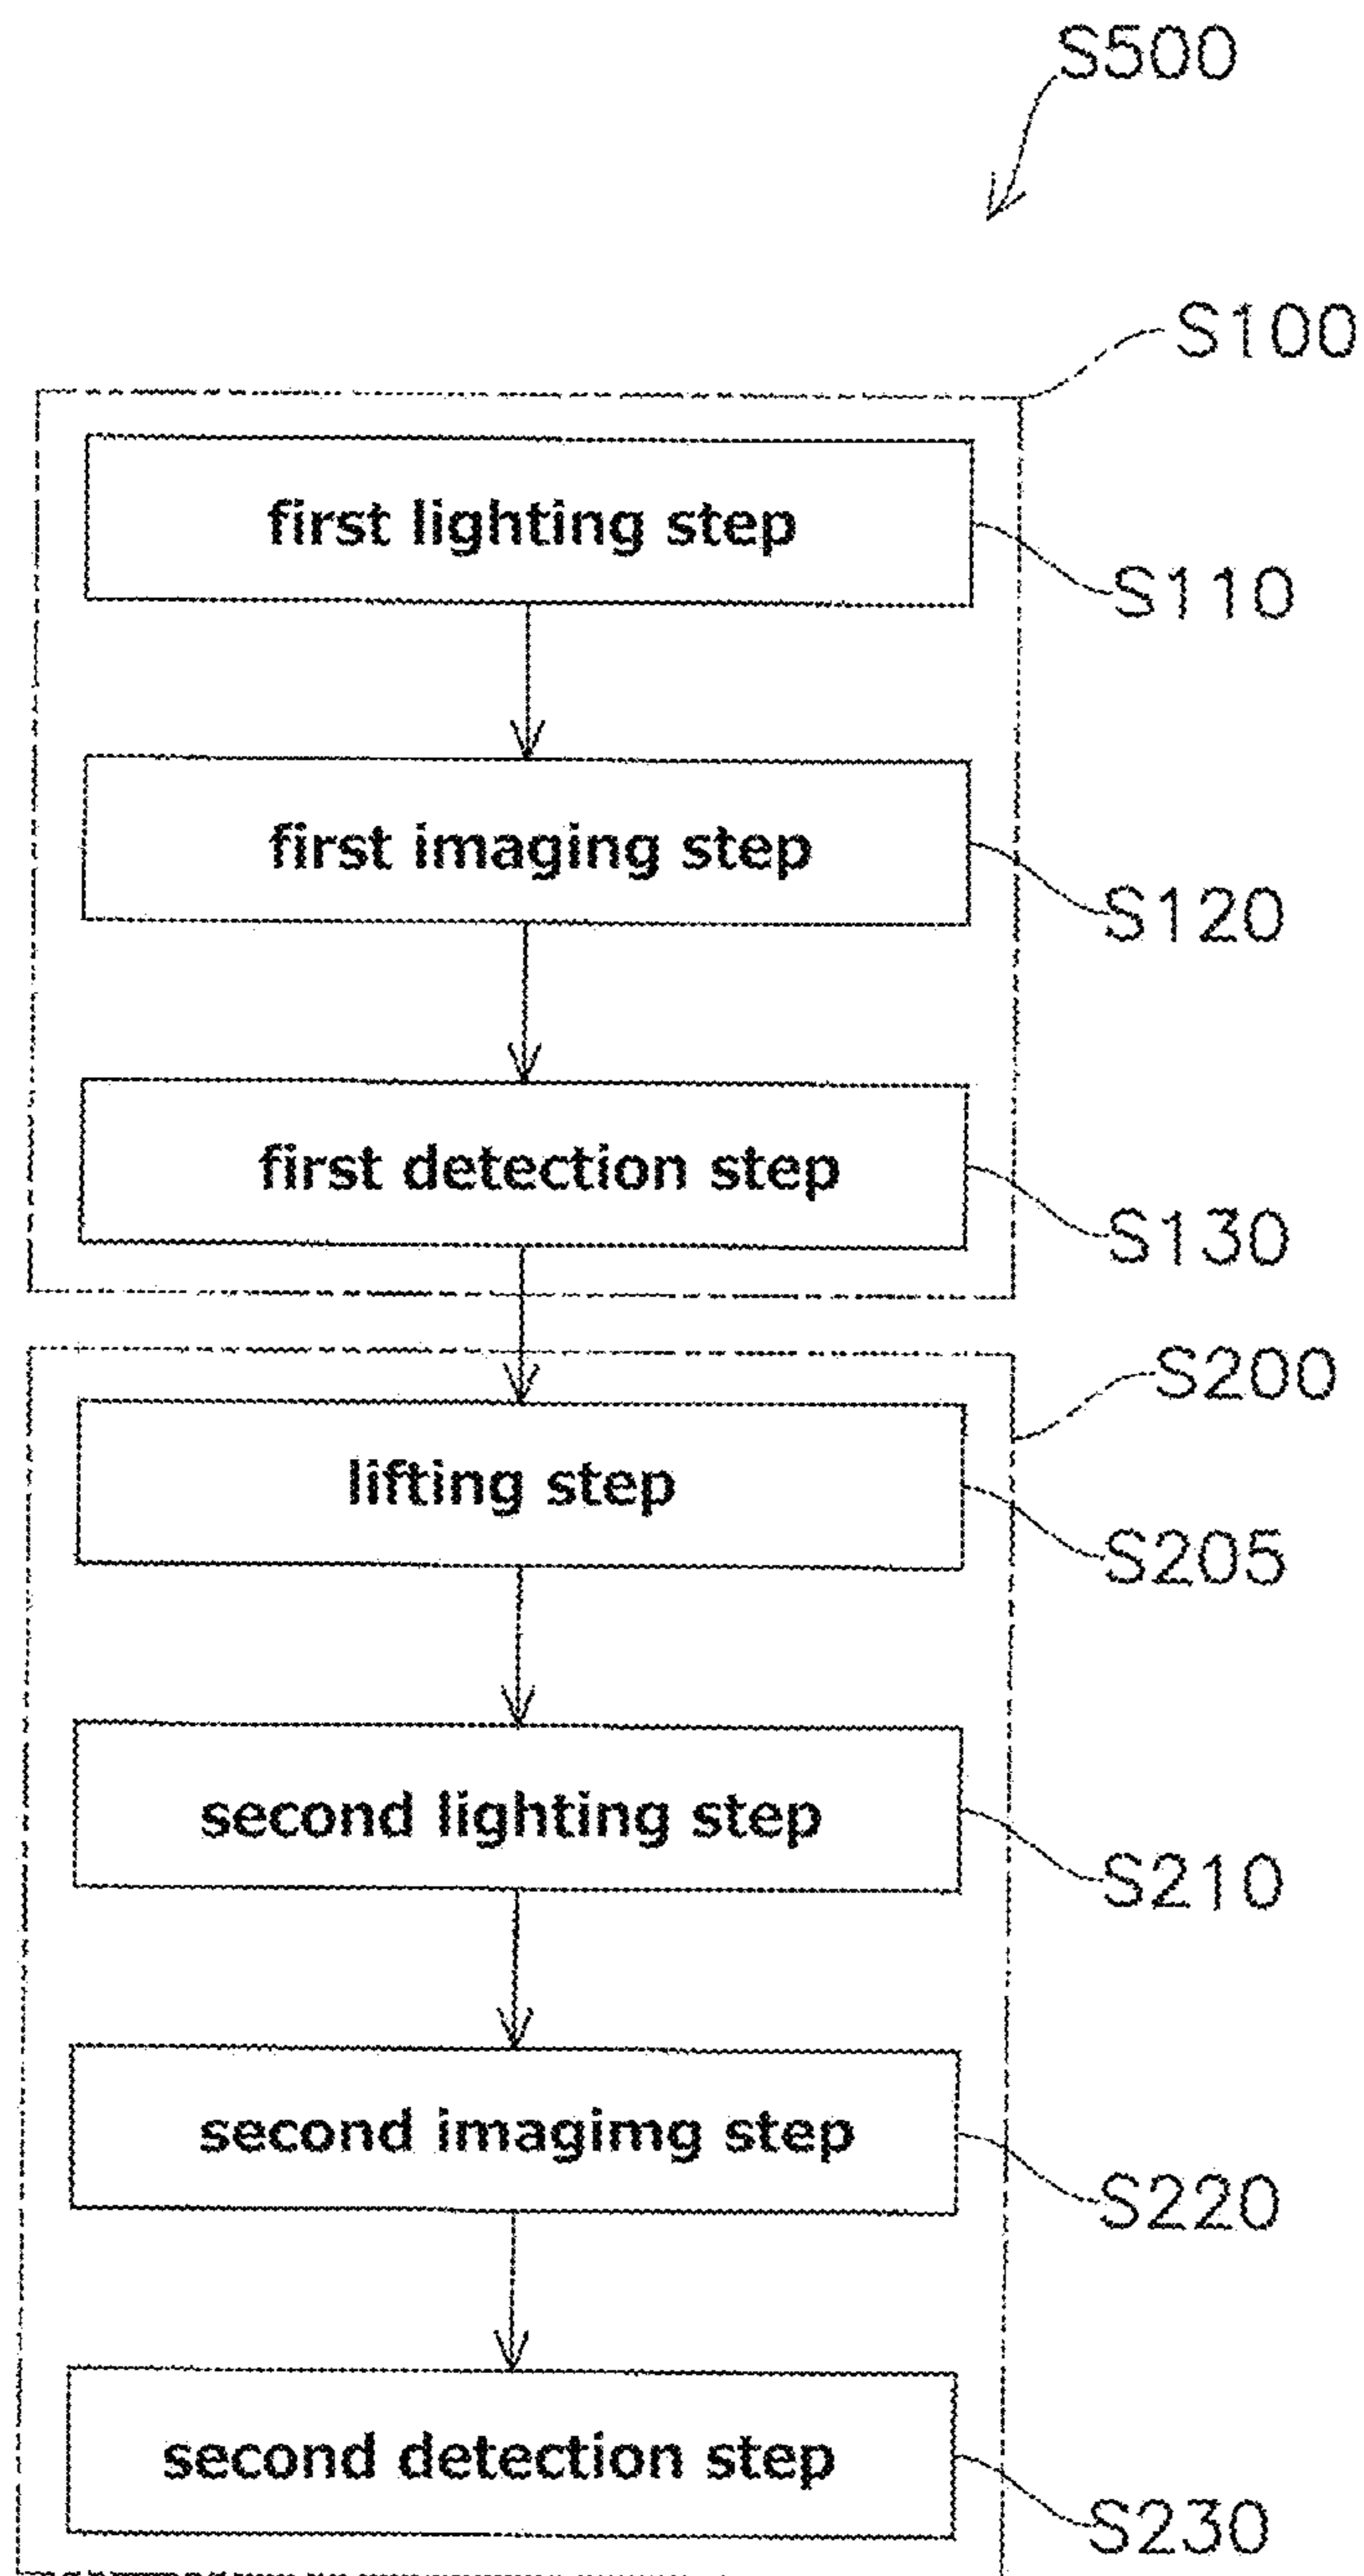 S500
S100
first lighting step
S110
first imaging step
S120
first detection step
S130
S200
lifting step
S205
second lighting step
S210
second imagimg step
S220
second detection step
S230